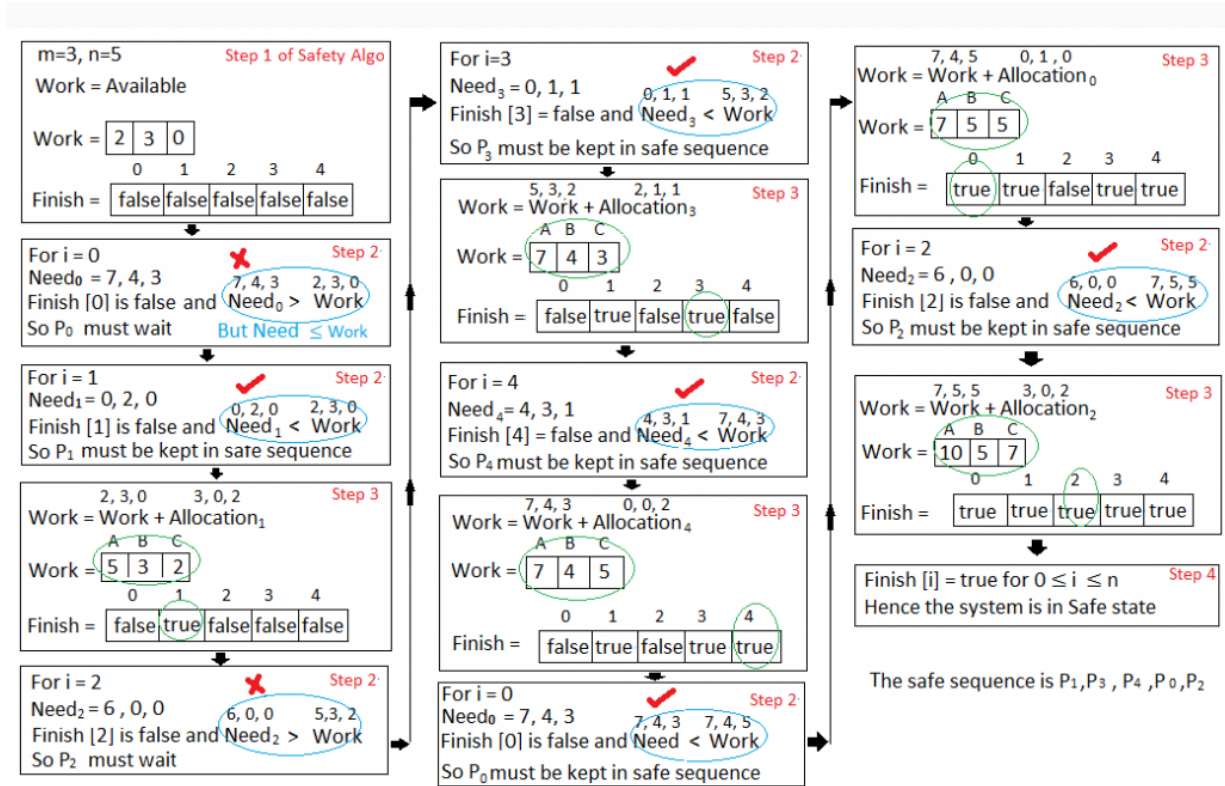 m=3, n=5 Step 1 of Safety Algo
Work = Available
Work = 2 3 0
0 1 2 3 4
Finish = false false false false false
For i = 0 Step 2
Need₀ = 7, 4, 3 7, 4, 3 2, 3, 0
Finish [0] is false and Need₀ > Work
So P₀ must wait But Need ≤ Work
For i = 1 Step 2
Need₁ = 0, 2, 0 0, 2, 0 2, 3, 0
Finish [1] is false and Need₁ < Work
So P₁ must be kept in safe sequence
2, 3, 0 3, 0, 2 Step 3
Work = Work + Allocation₁
A B C
Work = 5 3 2
0 1 2 3 4
Finish = false true false false false
For i = 2 Step 2
Need₂ = 6 , 0, 0 6, 0, 0 5,3, 2
Finish [2] is false and Need₂ > Work
So P₂ must wait
For i=3 Step 2
Need₃ = 0, 1, 1 0, 1, 1 5, 3, 2
Finish [3] = false and Need₃ < Work
So P₃ must be kept in safe sequence
5, 3, 2 2, 1, 1 Step 3
Work = Work + Allocation₃
A B C
Work = 7 4 3
0 1 2 3 4
Finish = false true false true false
For i = 4 Step 2
Need₄ = 4, 3, 1 4, 3, 1 7, 4, 3
Finish [4] = false and Need₄ < Work
So P₄ must be kept in safe sequence
7, 4, 3 0, 0, 2 Step 3
Work = Work + Allocation₄
A B C
Work = 7 4 5
0 1 2 3 4
Finish = false true false true true
For i = 0 Step 2
Need₀ = 7, 4, 3 7, 4, 3 7, 4, 5
Finish [0] is false and Need < Work
So P₀ must be kept in safe sequence
7, 4, 5 0, 1 , 0 Step 3
Work = Work + Allocation₀
A B C
Work = 7 5 5
0 1 2 3 4
Finish = true true false true true
For i = 2 Step 2
Need₂ = 6 , 0, 0 6, 0, 0 7, 5, 5
Finish [2] is false and Need₂ < Work
So P₂ must be kept in safe sequence
7, 5, 5 3, 0, 2 Step 3
Work = Work + Allocation₂
A B C
Work = 10 5 7
0 1 2 3 4
Finish = true true true true true
Finish [i] = true for 0 ≤ i ≤ n Step 4
Hence the system is in Safe state
The safe sequence is P₁,P₃ , P₄ ,P₀,P₂